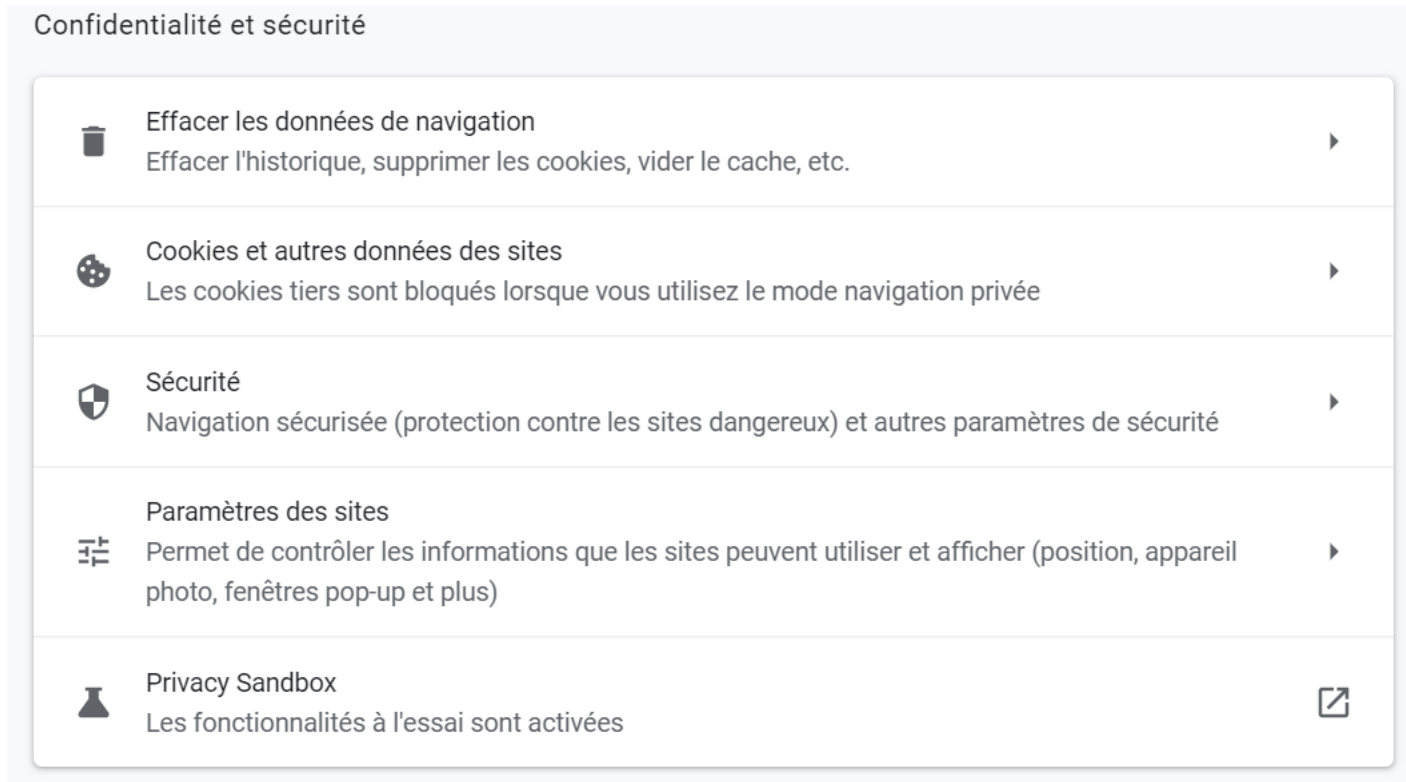 Confidentialité et sécurité
Effacer les données de navigation
Effacer l'historique, supprimer les cookies, vider le cache, etc.
Cookies et autres données des sites
Les cookies tiers sont bloqués lorsque vous utilisez le mode navigation privée
Sécurité
Navigation sécurisée (protection contre les sites dangereux) et autres paramètres de sécurité
Paramètres des sites
Permet de contrôler les informations que les sites peuvent utiliser et afficher (position, appareil
photo, fenêtres pop-up et plus)
Privacy Sandbox
Les fonctionnalités à l'essai sont activées